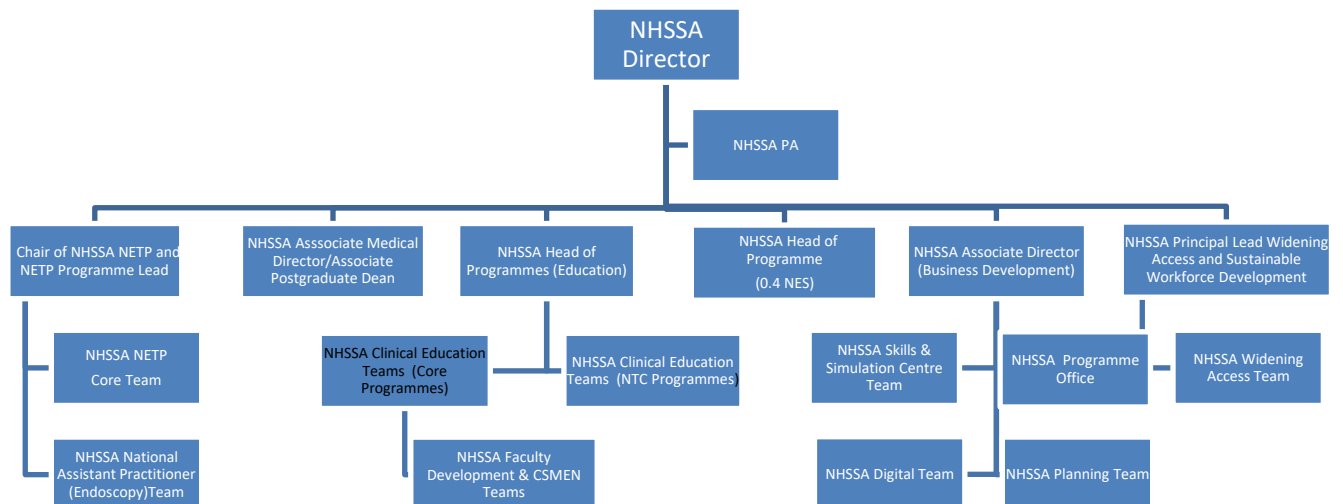 NHSSA
Director
NHSSA PA
Chair of NHSSA NETP and
NETP Programme Lead
NHSSA Asssociate Medical
Director/Associate
Postgraduate Dean
NHSSA Head of
Programmes (Education)
NHSSA Head of
Programme
(0.4 NES)
NHSSA Associate Director
(Business Development)
NHSSA Principal Lead Widening
Access and Sustainable
Workforce Development
NHSSA NETP
Core Team
NHSSA Clinical Education
Teams (Core
Programmes)
NHSSA Clinical Education
Teams (NTC Programmes)
NHSSA Skills &
Simulation Centre
Team
NHSSA Programme
Office
NHSSA Widening
Access Team
NHSSA National
Assistant Practitioner
(Endoscopy)Team
NHSSA Faculty
Development & CSMEN
Teams
NHSSA Digital Team
NHSSA Planning Team